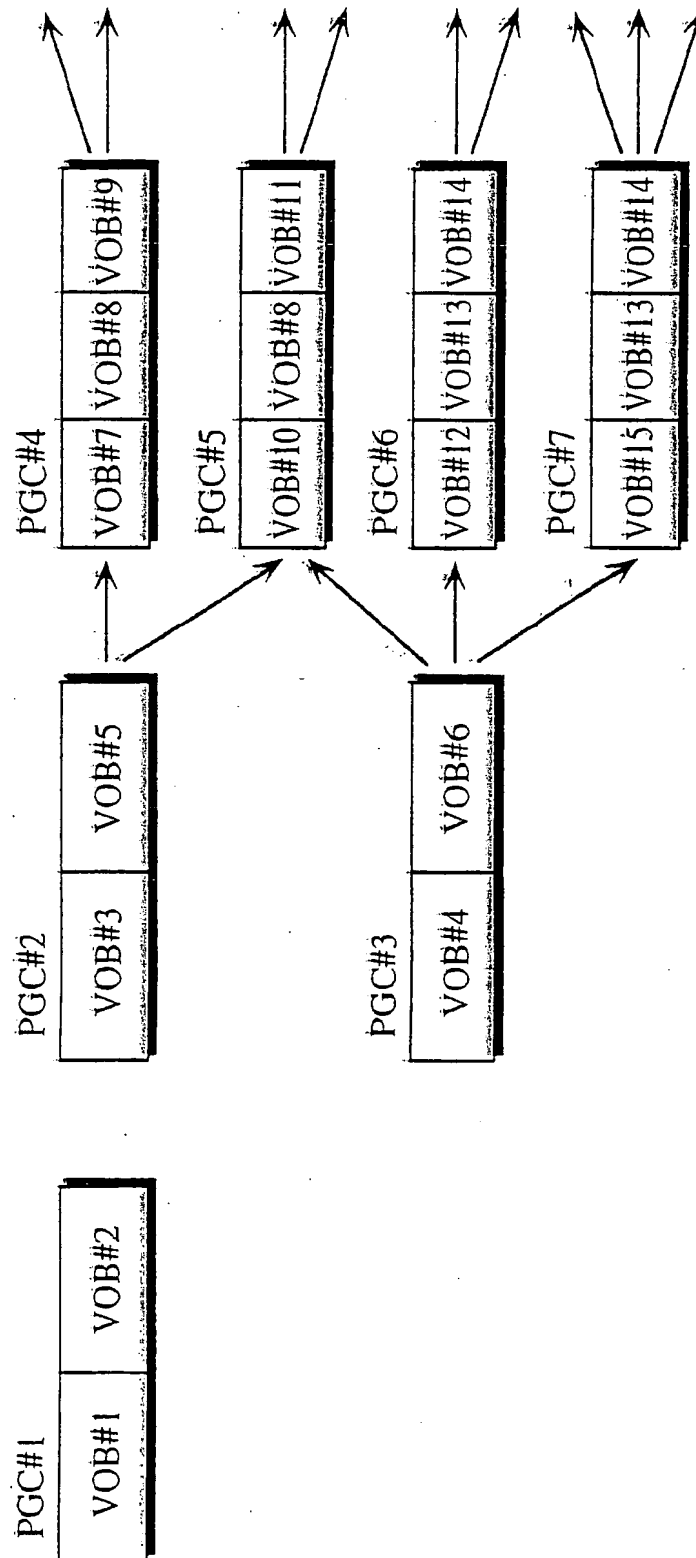 PGC#1
VOB#1 VOB#2
PGC#2
VOB#3 VOB#5
PGC#3
VOB#4 VOB#6
PGC#4
VOB#7 VOB#8 VOB#9
PGC#5
VOB#10 VOB#8 VOB#11
PGC#6
VOB#12 VOB#13 VOB#14
PGC#7
VOB#15 VOB#13 VOB#14